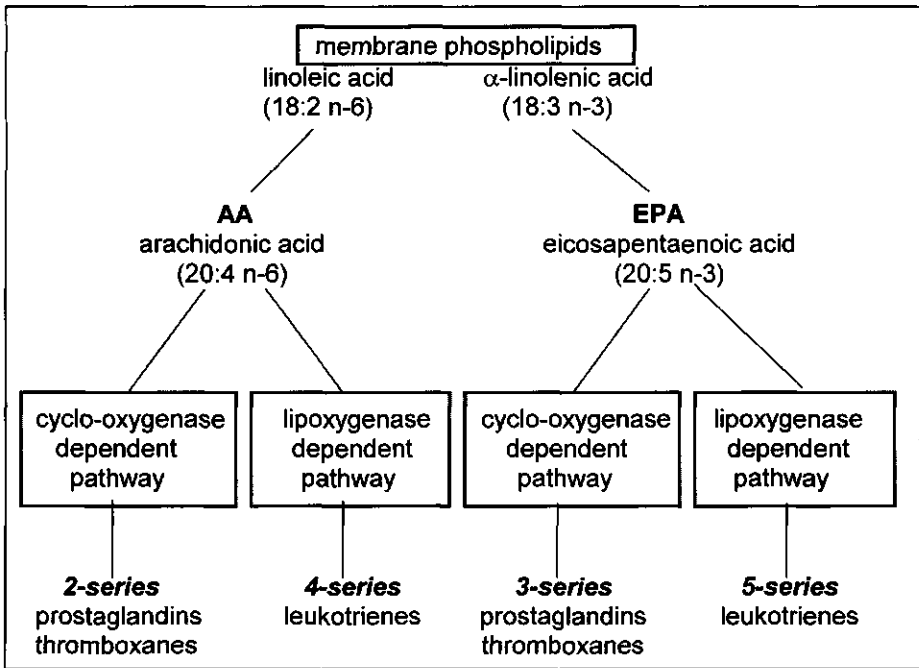 membrane phospholipids
linoleic acid
(18:2 n-6)
α-linolenic acid
(18:3 n-3)
AA
arachidonic acid
(20:4 n-6)
EPA
eicosapentaenoic acid
(20:5 n-3)
cyclo-oxygenase
dependent
pathway
lipoxygenase
dependent
pathway
cyclo-oxygenase
dependent
pathway
lipoxygenase
dependent
pathway
2-series
prostaglandins
thromboxanes
4-series
leukotrienes
3-series
prostaglandins
thromboxanes
5-series
leukotrienes